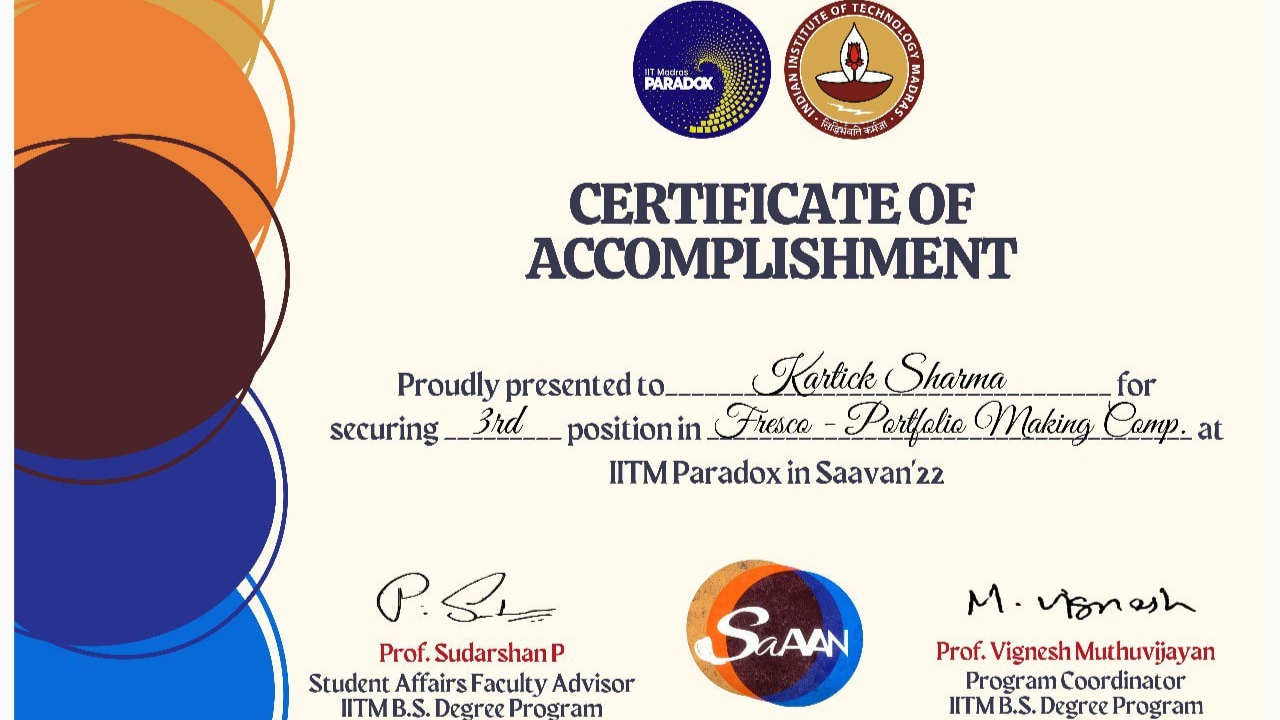 IIT Madras
PARADOX
INDIAN INSTITUTE OF TECHNOLOGY MADRAS
सिद्धिर्भवति कर्मजा
CERTIFICATE OF
ACCOMPLISHMENT
Proudly presented to Kartick Sharma for
securing 3rd position in Fresco - Portfolio Making Comp. at
IITM Paradox in Saavan'22
P. S
M. Vignesh
SaAVAN
Prof. Sudarshan P
Student Affairs Faculty Advisor
IITM B.S. Degree Program
Prof. Vignesh Muthuvijayan
Program Coordinator
IITM B.S. Degree Program